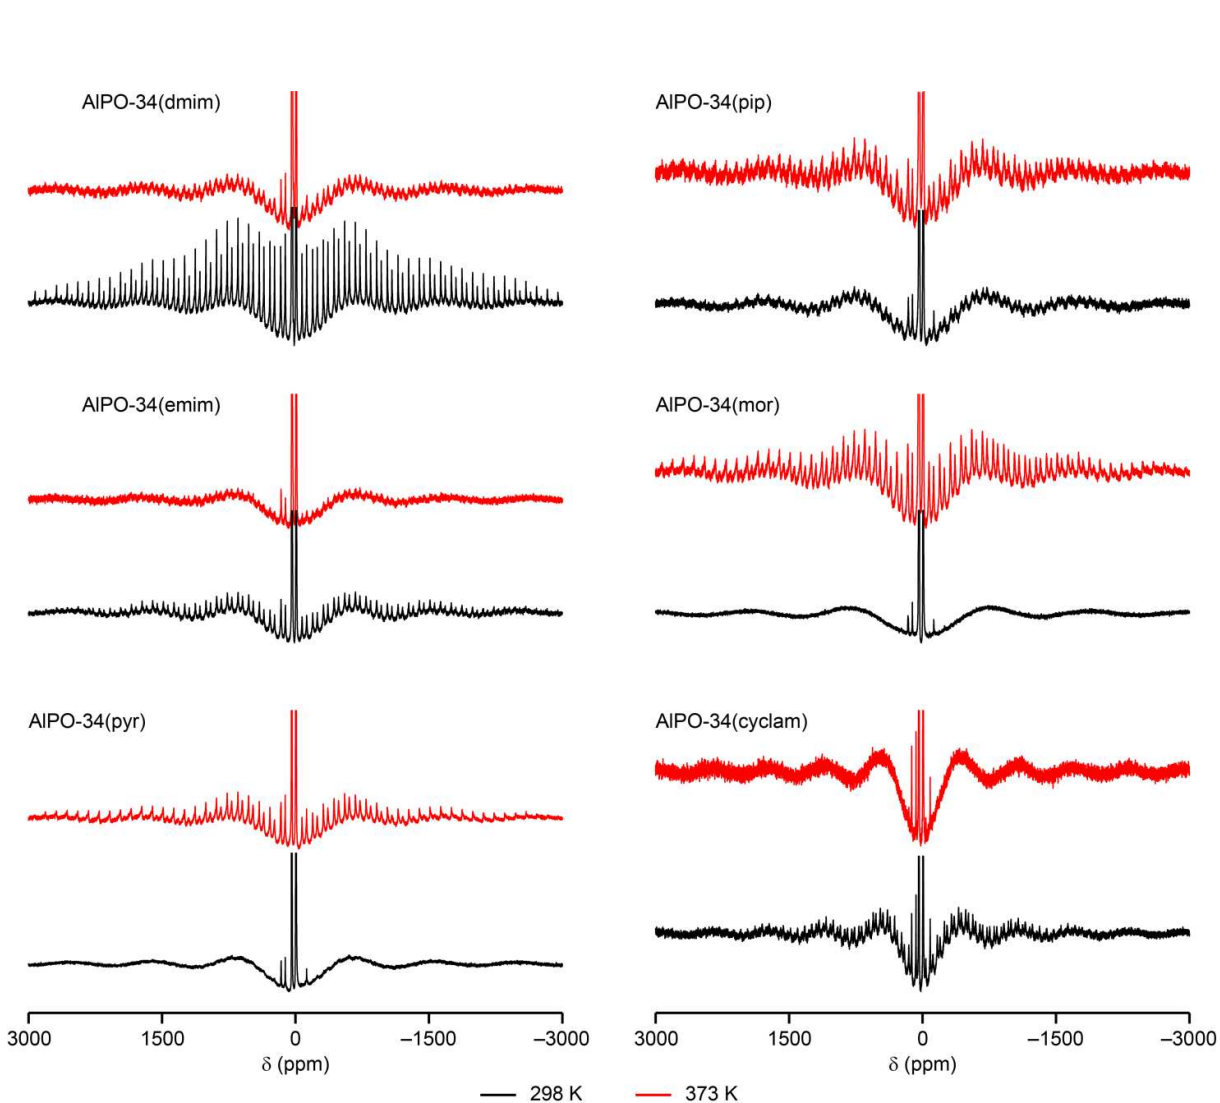 AlPO-34(dmim)
AlPO-34(pip)
AlPO-34(emim)
AlPO-34(mor)
AlPO-34(pyr)
AlPO-34(cyclam)
3000 1500 0 –1500 –3000
3000 1500 0 –1500 –3000
δ (ppm)
δ (ppm)
298 K
373 K